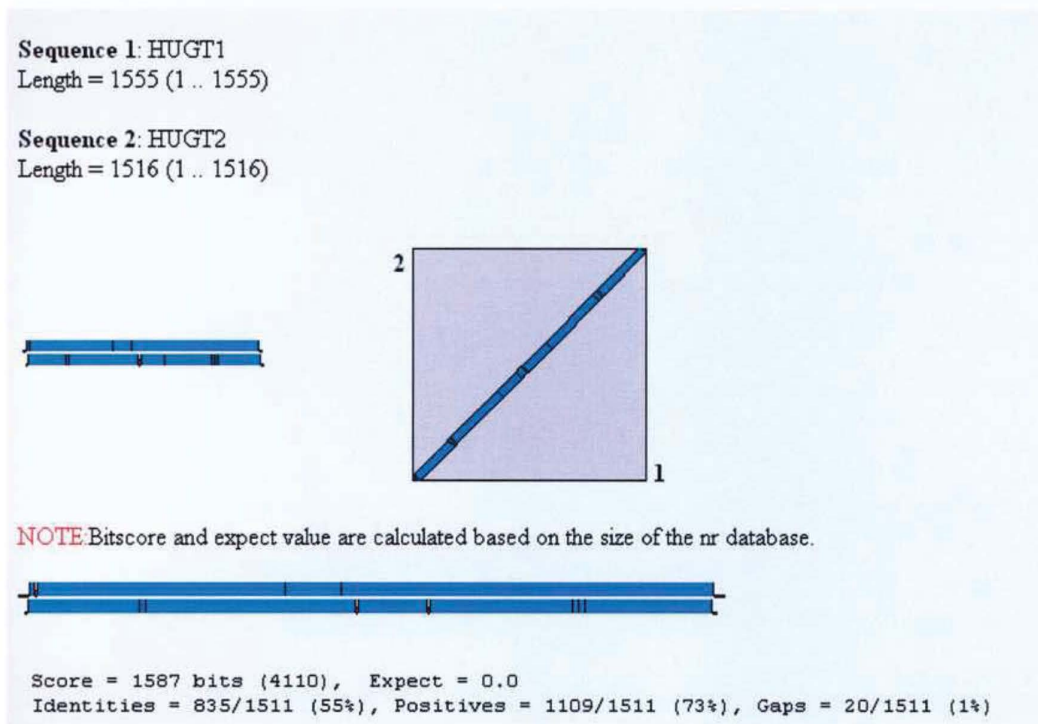 Sequence 1: HUGT1
Length = 1555 (1 .. 1555)
Sequence 2: HUGT2
Length = 1516 (1 .. 1516)
2
1
NOTE:Bitscore and expect value are calculated based on the size of the nr database.
Score = 1587 bits (4110), Expect = 0.0
Identities = 835/1511 (55%), Positives = 1109/1511 (73%), Gaps = 20/1511 (1%)